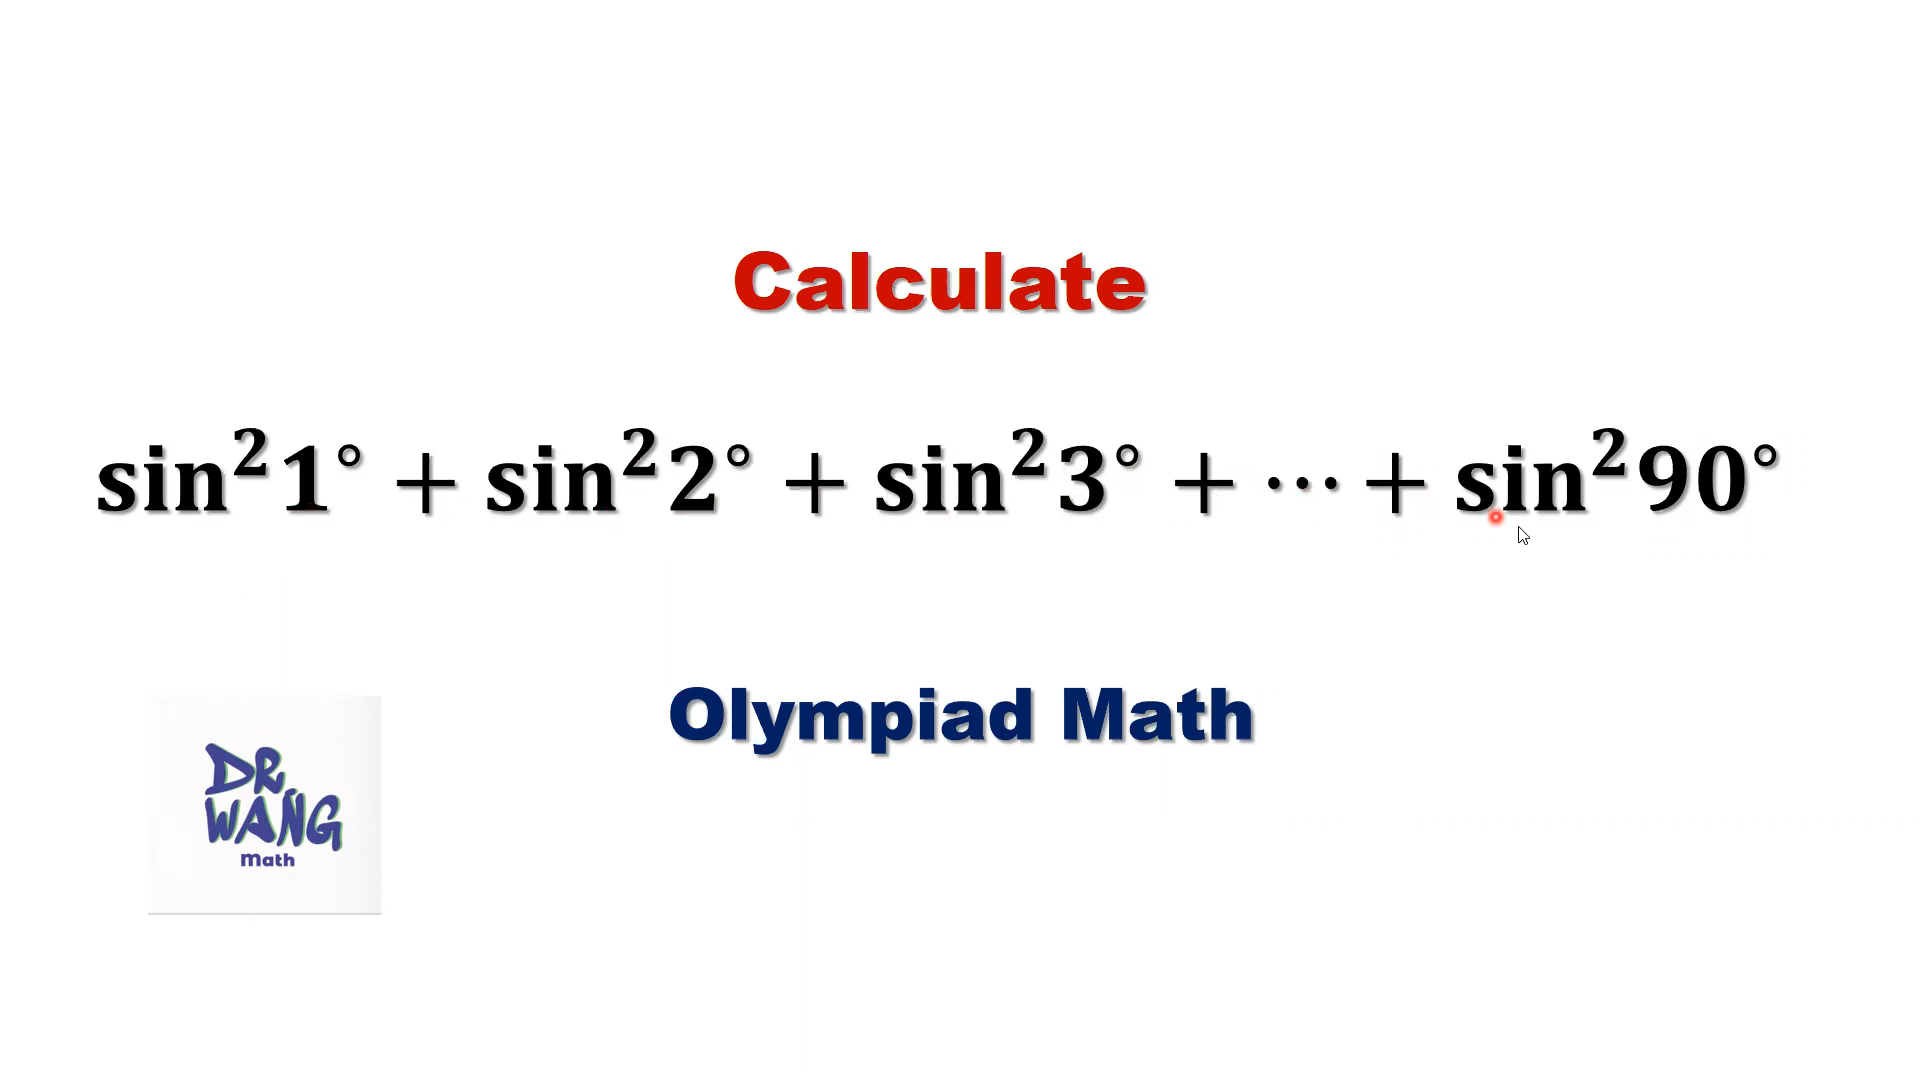 Calculate
sin²1° + sin²2° + sin²3° + ⋯ + sin²90°
Olympiad Math
DR
WANG
Math